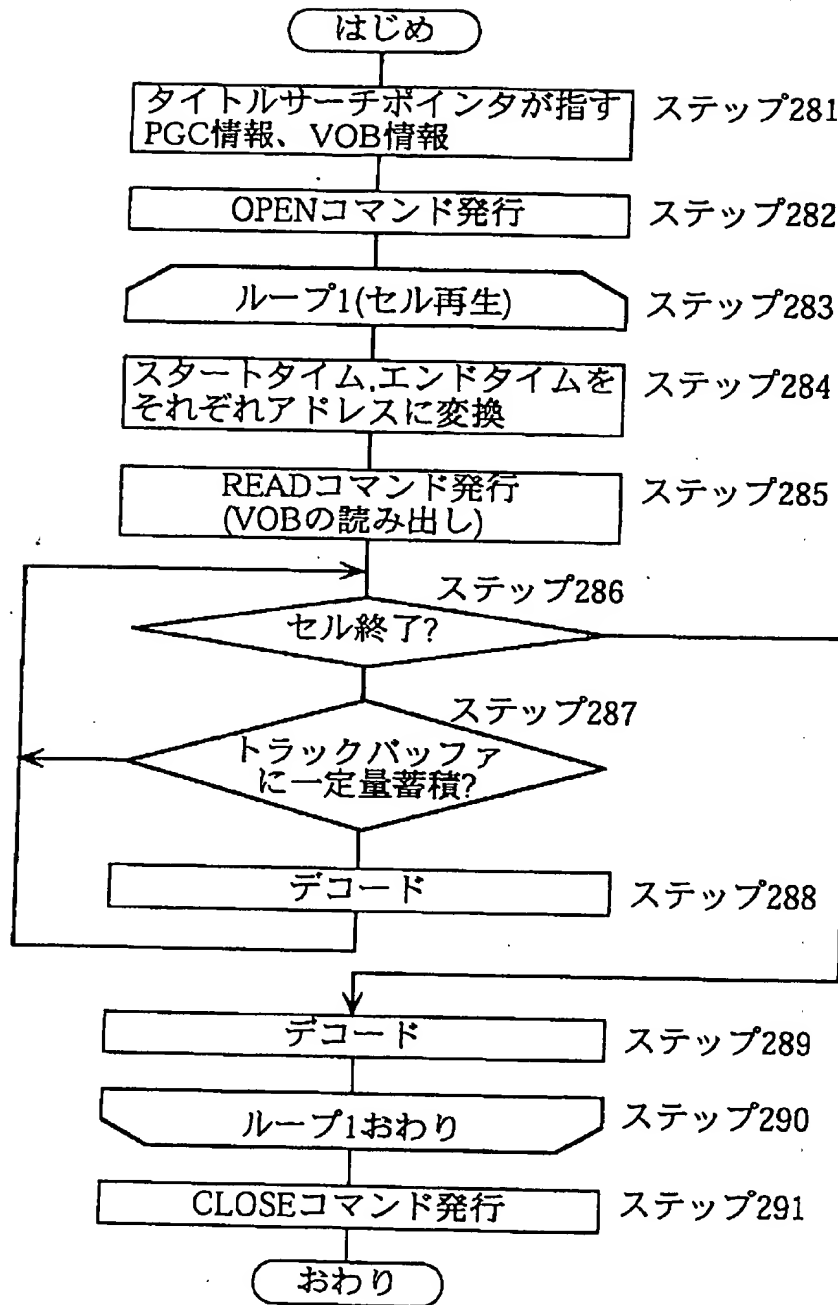 はじめ
タイトルサーチポインタが指す
PGC情報、VOB情報
ステップ281
OPENコマンド発行
ステップ282
ループ1(セル再生)
ステップ283
スタートタイム,エンドタイムを
それぞれアドレスに変換
ステップ284
READコマンド発行
(VOBの読み出し)
ステップ285
ステップ286
セル終了?
ステップ287
トラックバッファ
に一定量蓄積?
デコード
ステップ288
デコード
ステップ289
ループ1おわり
ステップ290
CLOSEコマンド発行
ステップ291
おわり